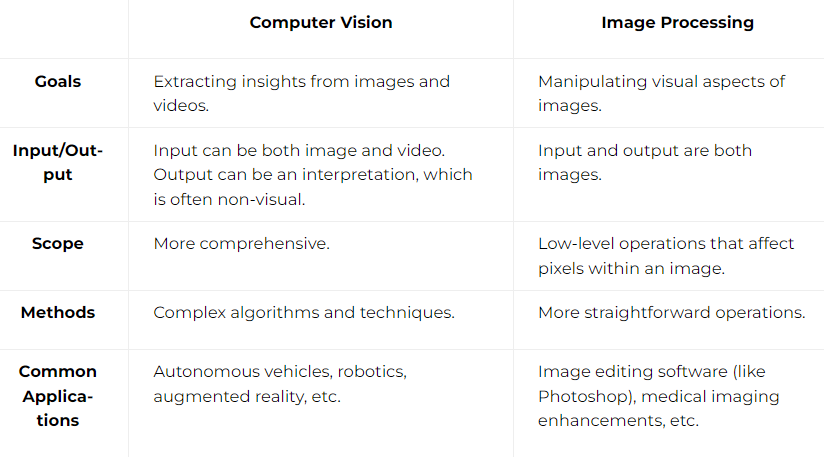 Computer Vision
Image Processing
Goals
Extracting insights from images and
videos.
Manipulating visual aspects of
images.
Input/Out-
put
Input can be both image and video.
Output can be an interpretation, which
is often non-visual.
Input and output are both
images.
Scope
More comprehensive.
Low-level operations that affect
pixels within an image.
Methods
Complex algorithms and techniques.
More straightforward operations.
Common
Applica-
tions
Autonomous vehicles, robotics,
augmented reality, etc.
Image editing software (like
Photoshop), medical imaging
enhancements, etc.